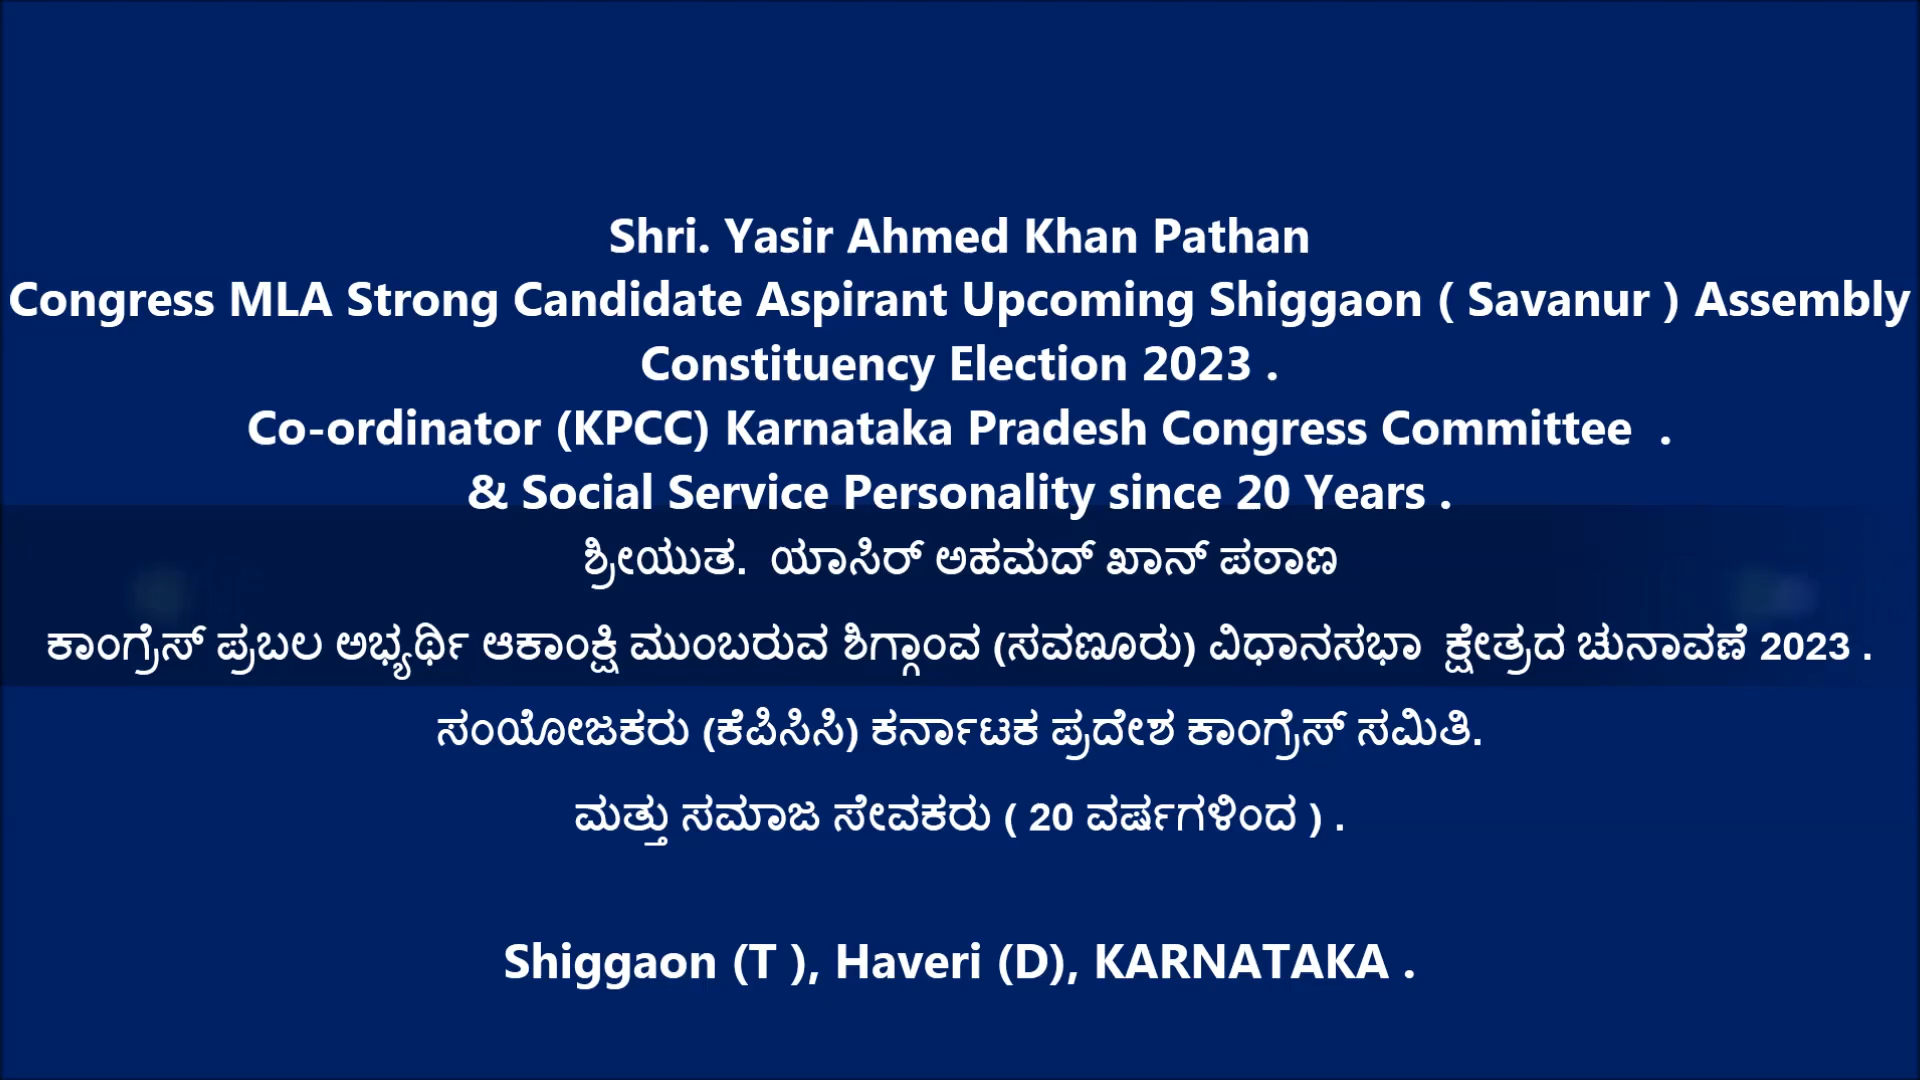 Shri. Yasir Ahmed Khan Pathan
Congress MLA Strong Candidate Aspirant Upcoming Shiggaon ( Savanur ) Assembly
Constituency Election 2023 .
Co-ordinator (KPCC) Karnataka Pradesh Congress Committee .
& Social Service Personality since 20 Years .
ಶ್ರೀಯುತ. ಯಾಸಿರ್ ಅಹಮದ್ ಖಾನ್ ಪಠಾಣ
ಕಾಂಗ್ರೆಸ್ ಪ್ರಬಲ ಅಭ್ಯರ್ಥಿ ಆಕಾಂಕ್ಷಿ ಮುಂಬರುವ ಶಿಗ್ಗಾಂವ (ಸವಣೂರು) ವಿಧಾನಸಭಾ ಕ್ಷೇತ್ರದ ಚುನಾವಣೆ 2023 .
ಸಂಯೋಜಕರು (ಕೆಪಿಸಿಸಿ) ಕರ್ನಾಟಕ ಪ್ರದೇಶ ಕಾಂಗ್ರೆಸ್ ಸಮಿತಿ.
ಮತ್ತು ಸಮಾಜ ಸೇವಕರು ( 20 ವರ್ಷಗಳಿಂದ ) .
Shiggaon (T ), Haveri (D), KARNATAKA .